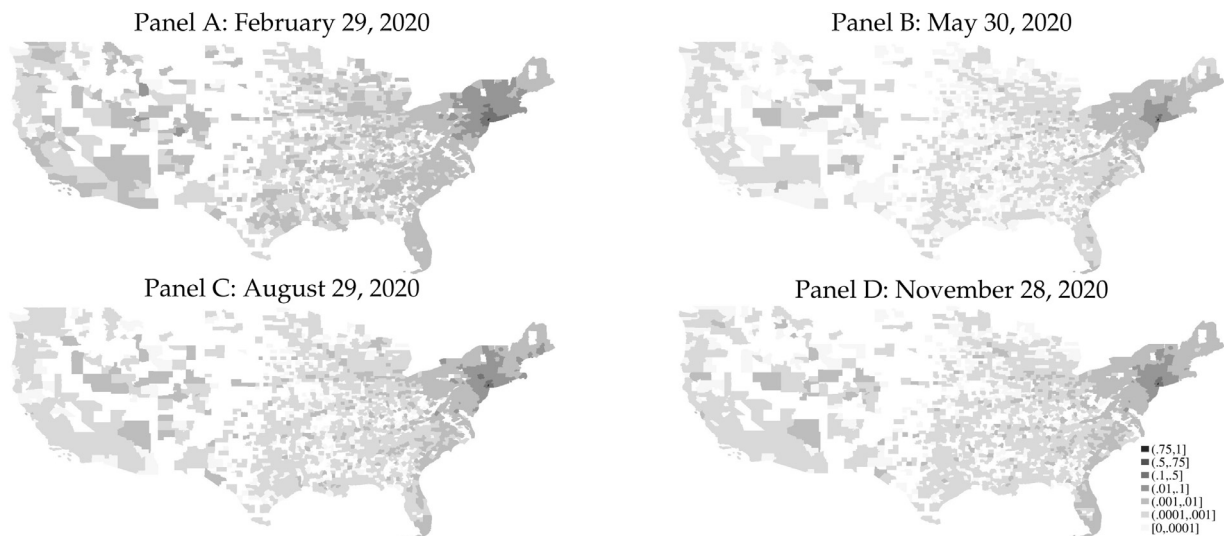 Panel A: February 29, 2020
Panel B: May 30, 2020
Panel C: August 29, 2020
Panel D: November 28, 2020
(.75,1]
(.5,.75]
(.1,.5]
(.01,.1]
(.001,.01]
(.0001,.001]
[0,.0001]